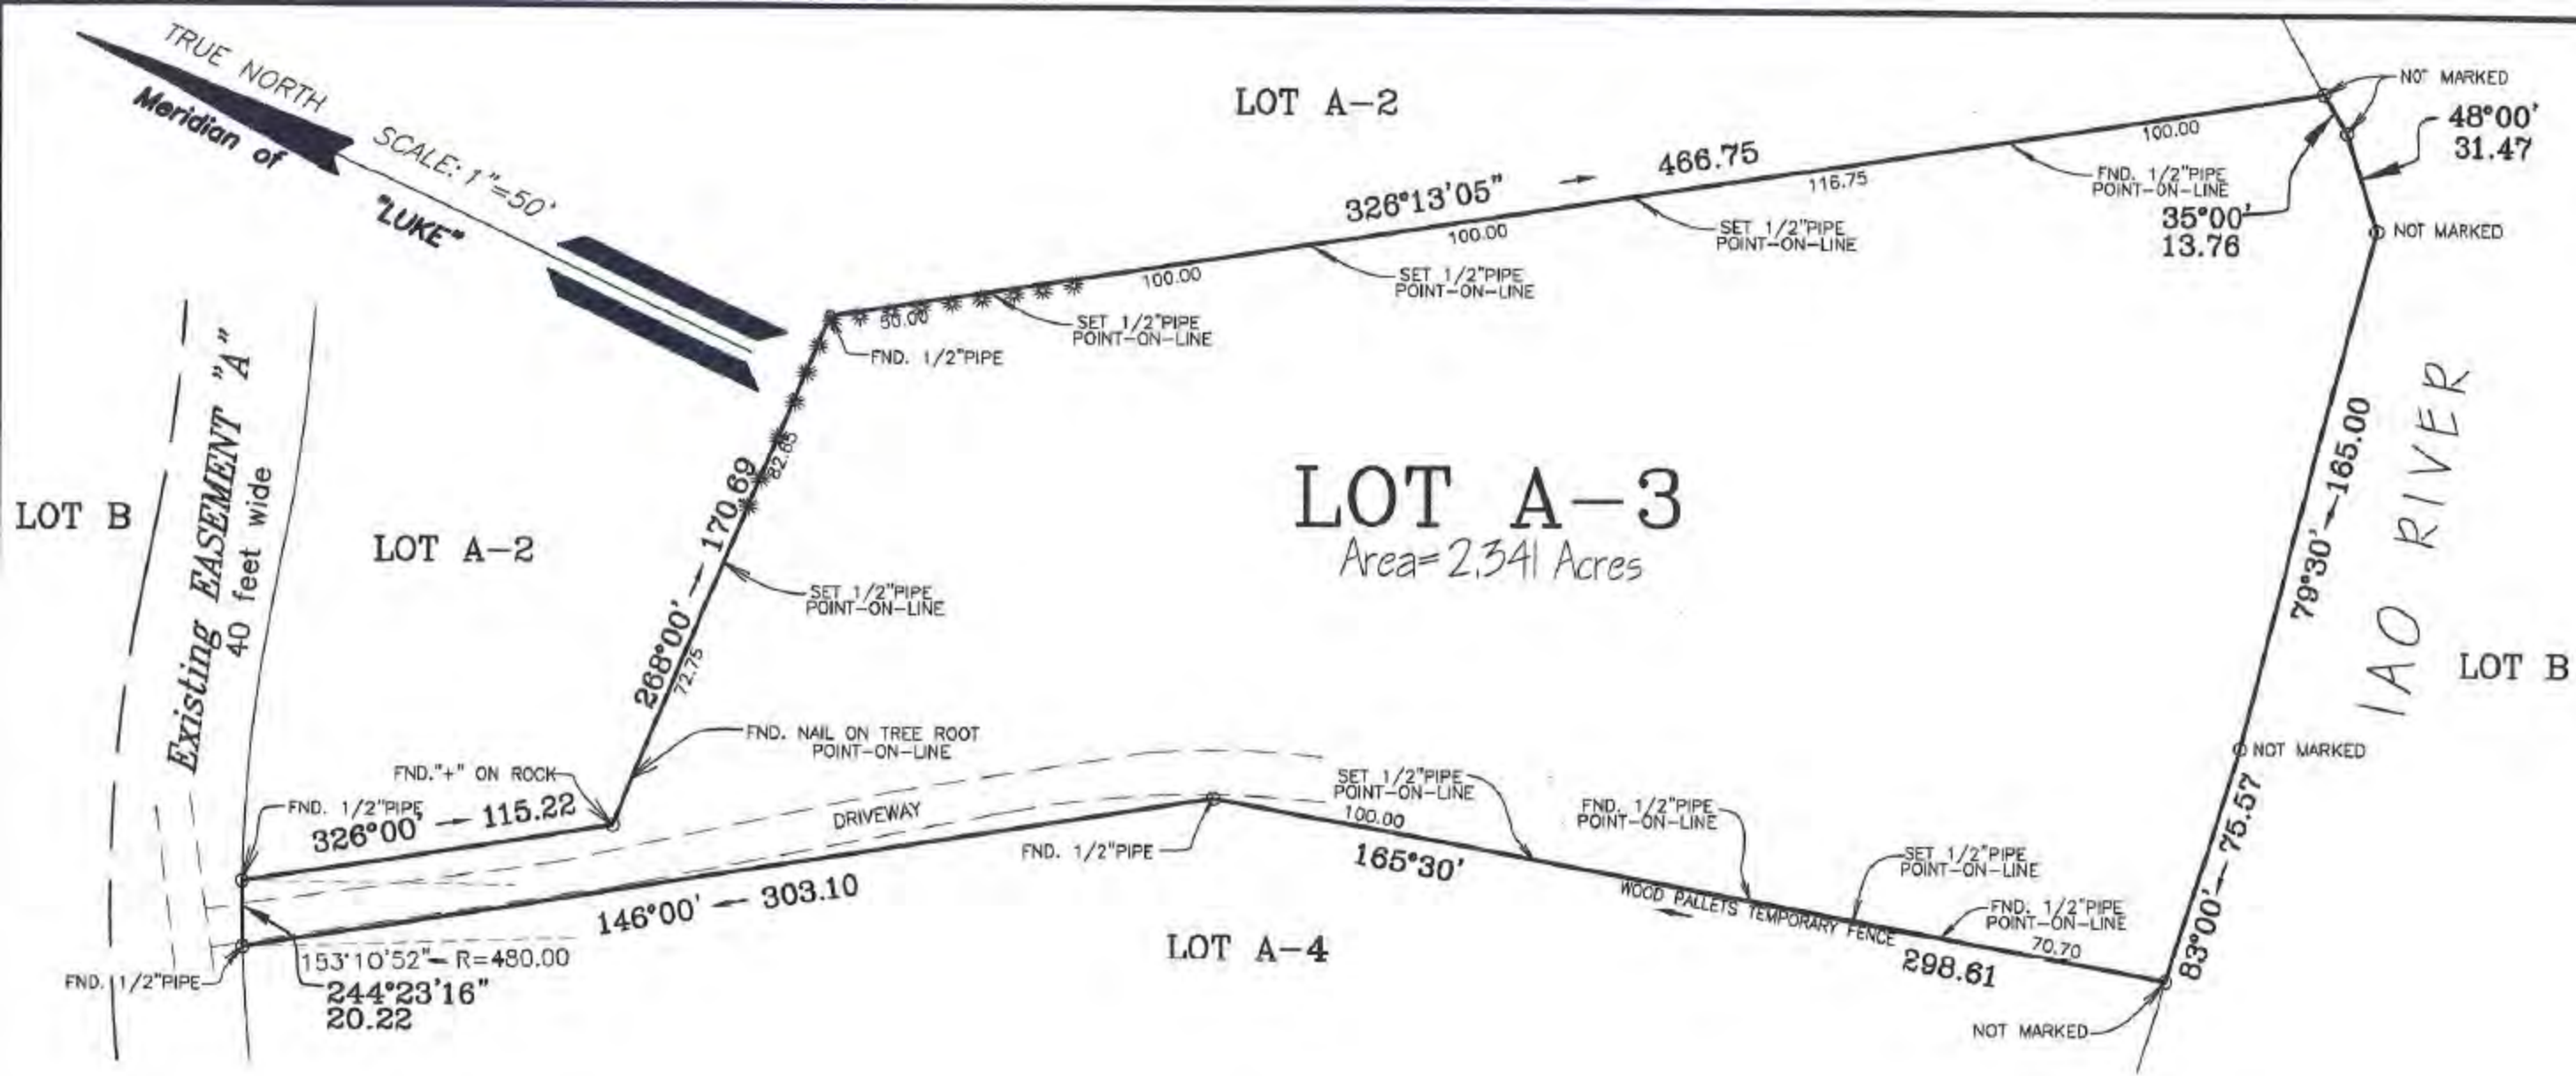 TRUE NORTH
Meridian of
"LUKE"
SCALE: 1"=50'
LOT A-2
NOT MARKED
48°00'
31.47
466.75
326°13'05"
100.00
116.75
100.00
100.00
50.00
FND. 1/2"PIPE
POINT-ON-LINE
35°00'
13.76
NOT MARKED
SET 1/2"PIPE
POINT-ON-LINE
SET 1/2"PIPE
POINT-ON-LINE
SET 1/2"PIPE
POINT-ON-LINE
FND. 1/2"PIPE
Existing EASEMENT "A"
40 feet wide
LOT B
LOT A-2
268°00' 170.69
82.65
72.75
SET 1/2"PIPE
POINT-ON-LINE
LOT A-3
Area= 2.341 Acres
79°30' 165.00
IAO RIVER
LOT B
FND. NAIL ON TREE ROOT
POINT-ON-LINE
NOT MARKED
FND."+" ON ROCK
FND. 1/2"PIPE
326°00' 115.22
DRIVEWAY
SET 1/2"PIPE
POINT-ON-LINE
100.00
FND. 1/2"PIPE
POINT-ON-LINE
83°00' 75.57
FND. 1/2"PIPE
165°30'
SET 1/2"PIPE
POINT-ON-LINE
WOOD PALLETS TEMPORARY FENCE
FND. 1/2"PIPE
POINT-ON-LINE
146°00' 303.10
70.70
298.61
LOT A-4
153°10'52" R=480.00
FND. 1/2"PIPE
244°23'16"
20.22
NOT MARKED